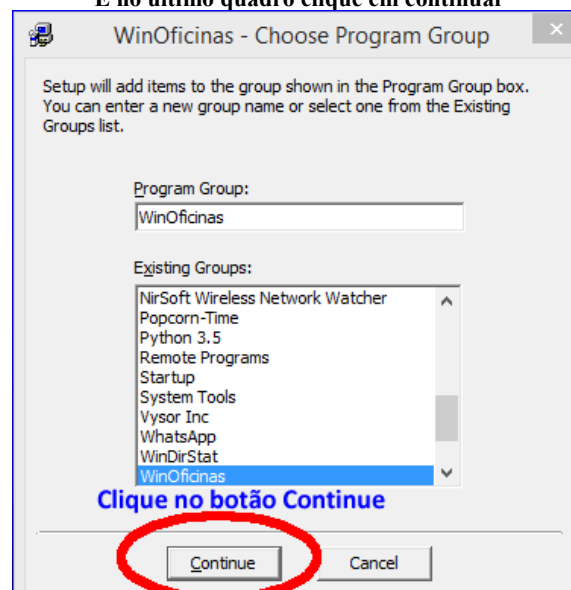 E no último quadro clique em continuar
WinOficinas - Choose Program Group
Setup will add items to the group shown in the Program Group box.
You can enter a new group name or select one from the Existing
Groups list.
Program Group:
WinOficinas
Existing Groups:
NirSoft Wireless Network Watcher
Popcorn-Time
Python 3.5
Remote Programs
Startup
System Tools
Vysor Inc
WhatsApp
WinDirStat
WinOficinas
Clique no botão Continue
Continue
Cancel